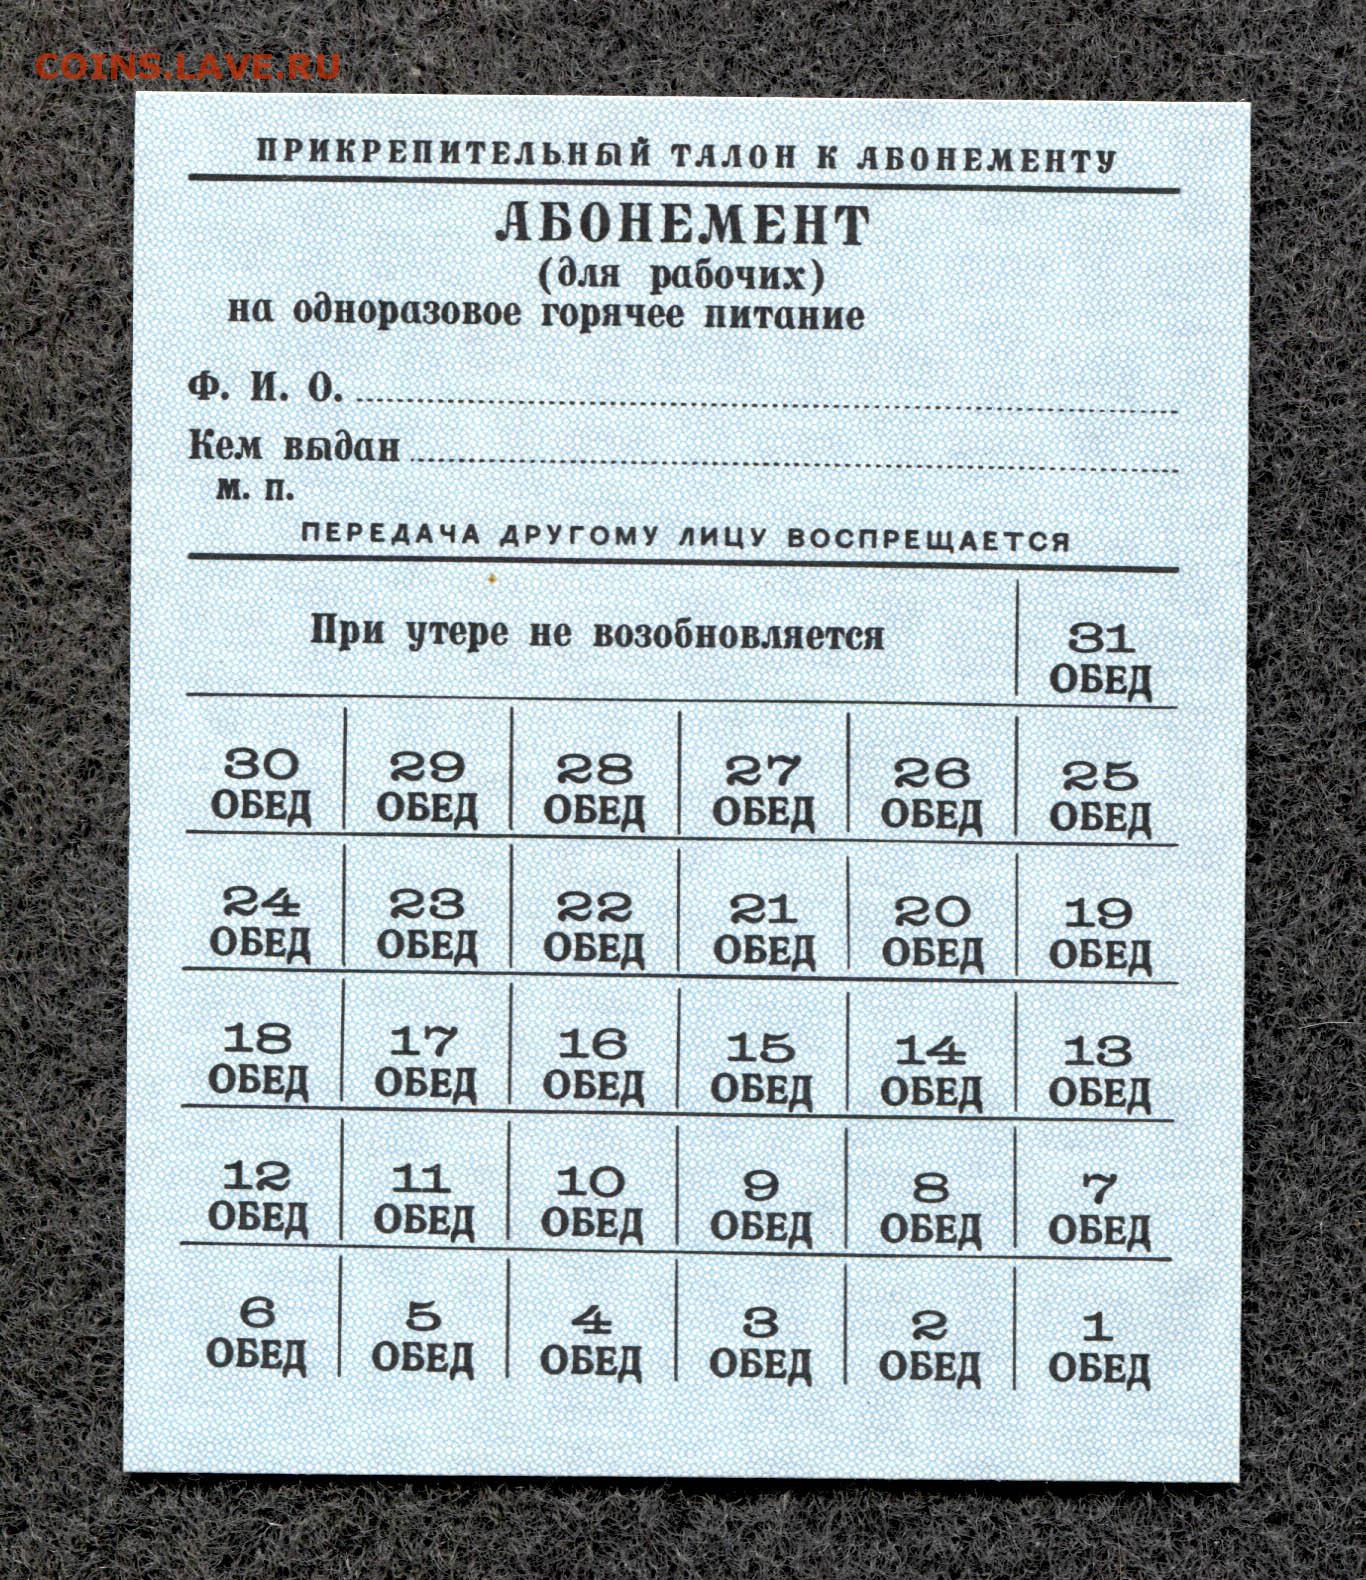 COINS.LAVE.RU
ПРИКРЕПИТЕЛЬНЫЙ ТАЛОН К АБОНЕМЕНТУ
АБОНЕМЕНТ
(для рабочих)
на одноразовое горячее питание
Ф. И. О.
Кем выдан
м. п.
ПЕРЕДАЧА ДРУГОМУ ЛИЦУ ВОСПРЕЩАЕТСЯ
При утере не возобновляется
31
ОБЕД
30 29 28 27 26 25
ОБЕД ОБЕД ОБЕД ОБЕД ОБЕД ОБЕД
24 23 22 21 20 19
ОБЕД ОБЕД ОБЕД ОБЕД ОБЕД ОБЕД
18 17 16 15 14 13
ОБЕД ОБЕД ОБЕД ОБЕД ОБЕД ОБЕД
12 11 10 9 8 7
ОБЕД ОБЕД ОБЕД ОБЕД ОБЕД ОБЕД
6 5 4 3 2 1
ОБЕД ОБЕД ОБЕД ОБЕД ОБЕД ОБЕД